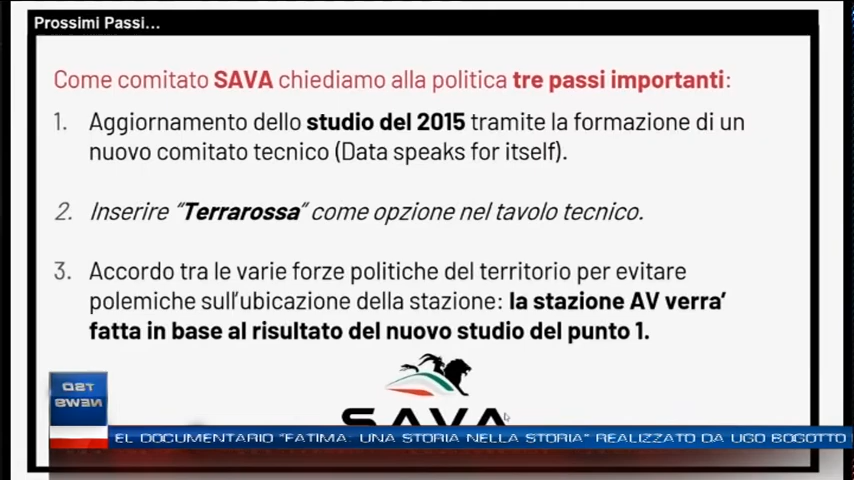 Prossimi Passi...
Come comitato SAVA chiediamo alla politica tre passi importanti:
1. Aggiornamento dello studio del 2015 tramite la formazione di un
nuovo comitato tecnico (Data speaks for itself).
2. Inserire “Terrarossa” come opzione nel tavolo tecnico.
3. Accordo tra le varie forze politiche del territorio per evitare
polemiche sull'ubicazione della stazione: la stazione AV verra'
fatta in base al risultato del nuovo studio del punto 1.
SAVA
TSD
NEWS
EL DOCUMENTARIO "FATIMA: UNA STORIA NELLA STORIA" REALIZZATO DA UGO BOGOTTO